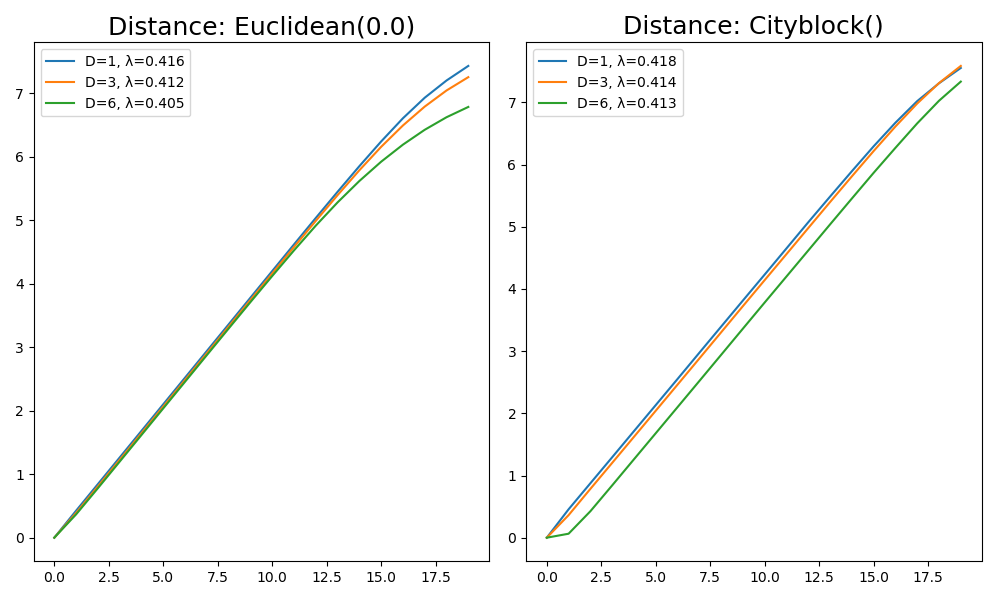 Distance: Euclidean(0.0)
D=1, λ=0.416
D=3, λ=0.412
D=6, λ=0.405
7
6
5
4
3
2
1
0
0.0 2.5 5.0 7.5 10.0 12.5 15.0 17.5
Distance: Cityblock()
D=1, λ=0.418
D=3, λ=0.414
D=6, λ=0.413
7
6
5
4
3
2
1
0
0.0 2.5 5.0 7.5 10.0 12.5 15.0 17.5